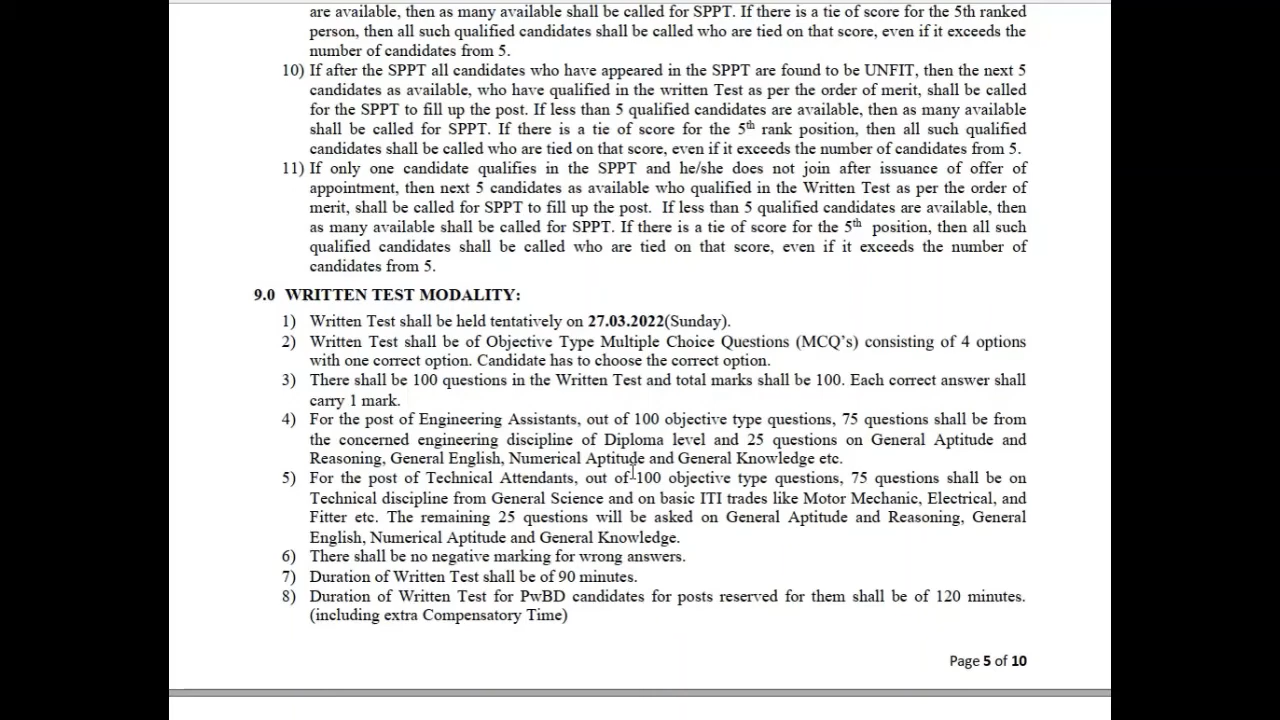 are available, then as many available shall be called for SPPT. If there is a tie of score for the 5th ranked
person, then all such qualified candidates shall be called who are tied on that score, even if it exceeds the
number of candidates from 5.
10) If after the SPPT all candidates who have appeared in the SPPT are found to be UNFIT, then the next 5
candidates as available, who have qualified in the written Test as per the order of merit, shall be called
for the SPPT to fill up the post. If less than 5 qualified candidates are available, then as many available
shall be called for SPPT. If there is a tie of score for the 5th rank position, then all such qualified
candidates shall be called who are tied on that score, even if it exceeds the number of candidates from 5.
11) If only one candidate qualifies in the SPPT and he/she does not join after issuance of offer of
appointment, then next 5 candidates as available who qualified in the Written Test as per the order of
merit, shall be called for SPPT to fill up the post. If less than 5 qualified candidates are available, then
as many available shall be called for SPPT. If there is a tie of score for the 5th position, then all such
qualified candidates shall be called who are tied on that score, even if it exceeds the number of
candidates from 5.
9.0 WRITTEN TEST MODALITY:
1) Written Test shall be held tentatively on 27.03.2022(Sunday).
2) Written Test shall be of Objective Type Multiple Choice Questions (MCQ's) consisting of 4 options
with one correct option. Candidate has to choose the correct option.
3) There shall be 100 questions in the Written Test and total marks shall be 100. Each correct answer shall
carry 1 mark.
4) For the post of Engineering Assistants, out of 100 objective type questions, 75 questions shall be from
the concerned engineering discipline of Diploma level and 25 questions on General Aptitude and
Reasoning, General English, Numerical Aptitude and General Knowledge etc.
5) For the post of Technical Attendants, out of 100 objective type questions, 75 questions shall be on
Technical discipline from General Science and on basic ITI trades like Motor Mechanic, Electrical, and
Fitter etc. The remaining 25 questions will be asked on General Aptitude and Reasoning, General
English, Numerical Aptitude and General Knowledge.
6) There shall be no negative marking for wrong answers.
7) Duration of Written Test shall be of 90 minutes.
8) Duration of Written Test for PwBD candidates for posts reserved for them shall be of 120 minutes.
(including extra Compensatory Time)
Page 5 of 10